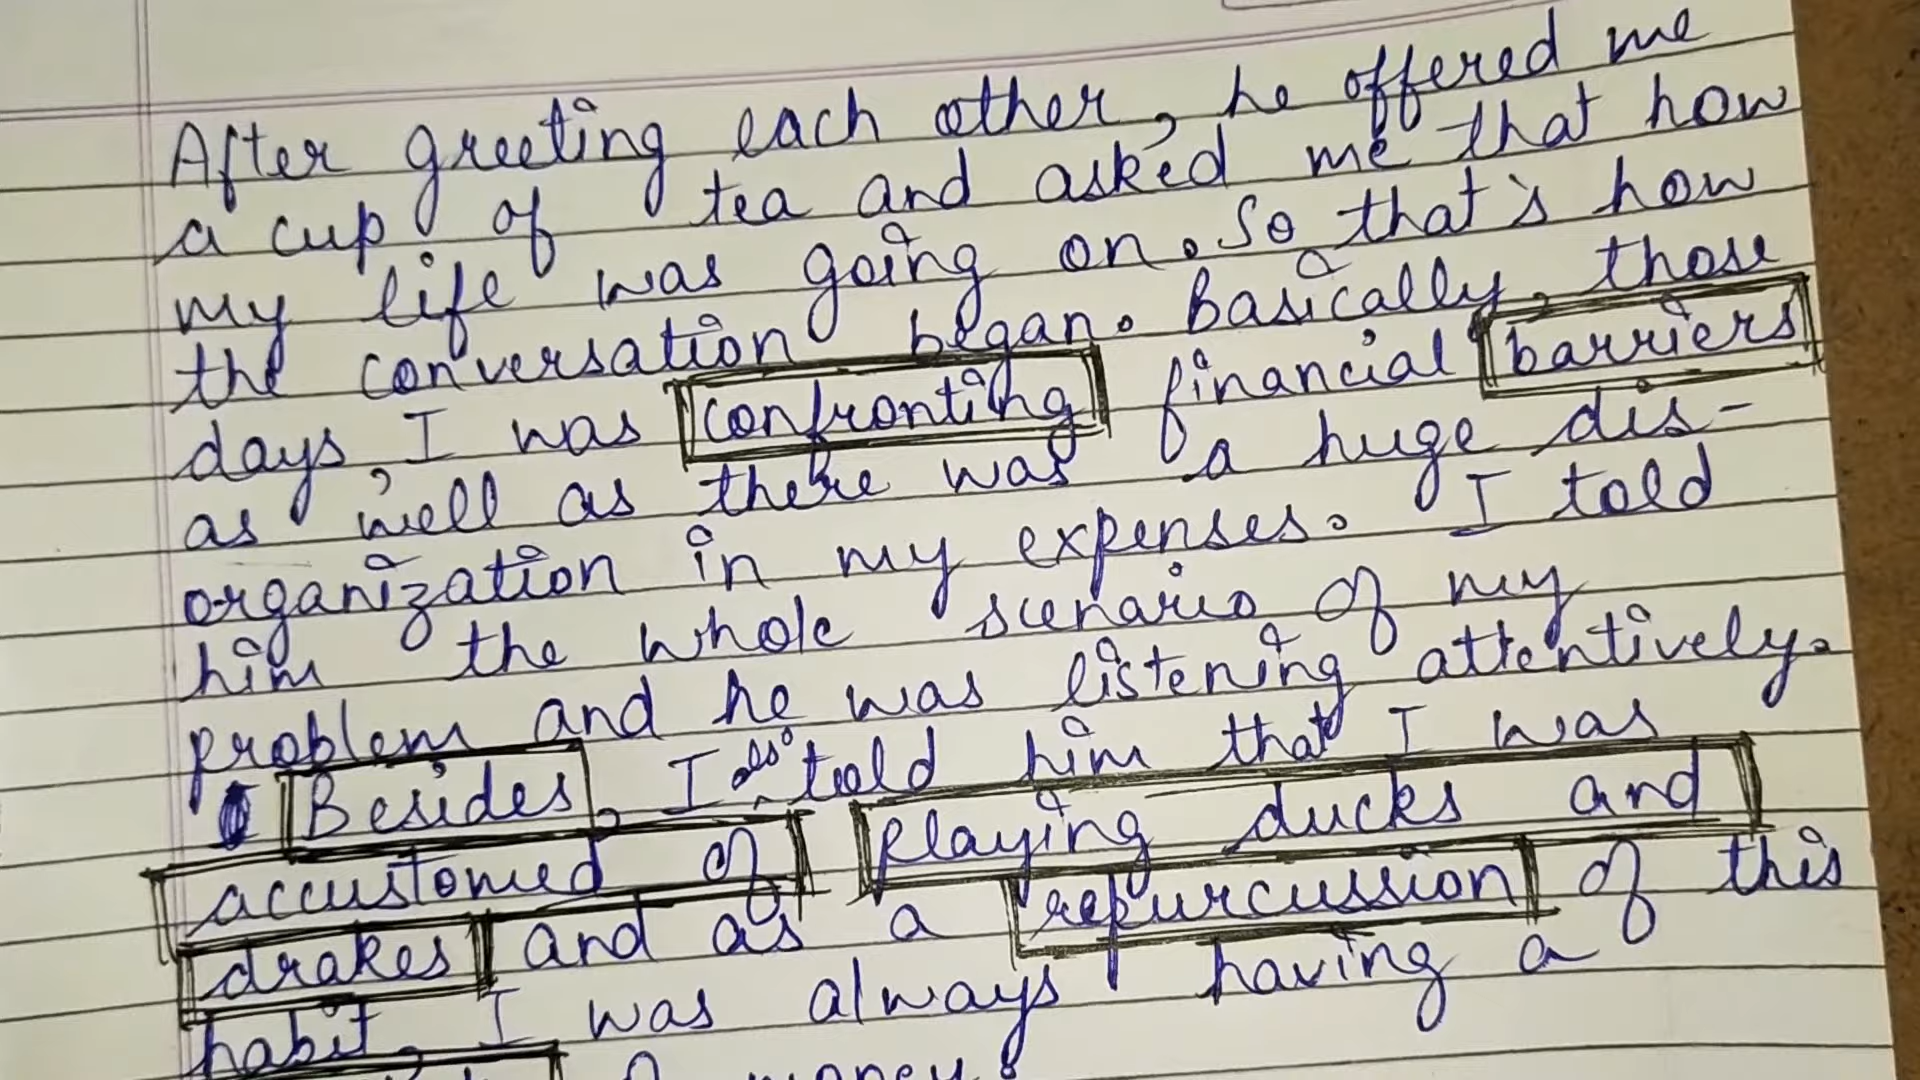 After greeting each other, he offered me
a cup of tea and asked me that how
my life was going on. So that's how
the conversation began. Basically, those
days, I was confronting financial barriers
as well as there was a huge dis-
organization in my expenses. I told
him the whole scenario of my
problem and he was listening attentively.
Besides, I also told him that I was
accustomed of playing ducks and
drakes and as a repurcussion of this
habit, I was always having a
of money.